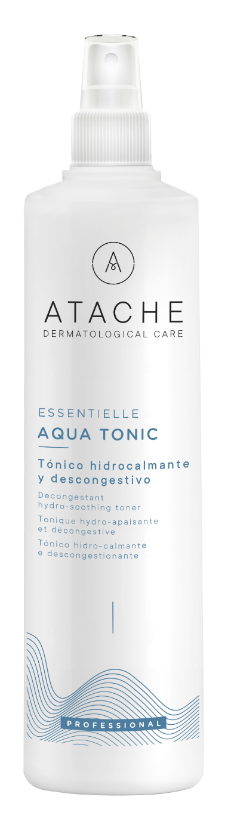 ATACHE
DERMATOLOGICAL CARE
ESSENTIELLE
AQUA TONIC
Tónico hidrocalmante
y descongestivo
Decongestant
hydro-soothing toner
Tonique hydro-apaisante
et décongestive
Tónico hidro-calmante
e descongestionante
PROFESSIONAL